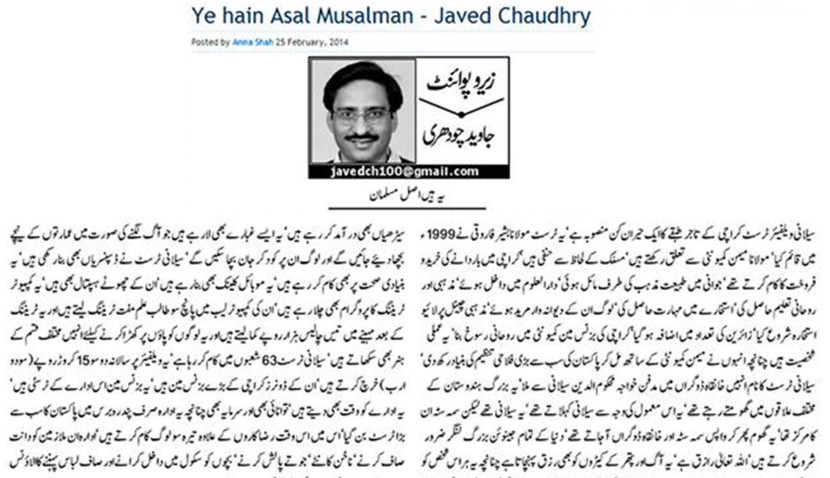 Ye hain Asal Musalman - Javed Chaudhry
Posted by Amna Shah 25 February, 2014
زیرو پوائنٹ
جاوید چودھری
javedch100@gmail.com
یہ ہیں اصل مسلمان
سیلانی ویلفیئر ٹرسٹ کراچی کے تاجر طبقے کا ایک حیران کن منصوبہ ہے' یہ ٹرسٹ مولانا بشیر فاروقی نے 1999ء
میں قائم کیا' مولانا میمن کمیونٹی سے تعلق رکھتے ہیں' مسلک کے لحاظ سے حنفی ہیں' کراچی میں باردانے کی خرید و
فروخت کا کام کرتے تھے' جوانی میں طبیعت مذہب کی طرف مائل ہوئی' دارالعلوم میں داخل ہوئے' مذہبی اور
روحانی تعلیم حاصل کی' استخارے میں مہارت حاصل کی' لوگ ان کے دیوانہ وار مرید ہوئے' مذہبی چینل پر لائیو
استخارہ شروع کیا' زائرین کی تعداد میں اضافہ ہو گیا' کراچی کی بزنس مین کمیونٹی میں روحانی رسوخ بنا' یہ عملی
شخصیت ہیں چنانچہ انہوں نے میمن کمیونٹی کے ساتھ مل کر پاکستان کی سب سے بڑی فلاحی تنظیم کی بنیاد رکھ دی'
سیلانی ٹرسٹ کا نام انہیں خانقاہ ڈوگراں میں مدفن خواجہ محکوم الدین سیلانی سے ملا' یہ بزرگ ہندوستان کے
مختلف علاقوں میں گھومتے رہتے تھے' یہ اس معمول کی وجہ سے سیلانی کہلاتے تھے' یہ سیلانی تھے لیکن سمہ سٹہ ان
کا مرکز تھا' یہ گھوم پھر کر واپس سمہ سٹہ اور خانقاہ ڈوگراں آ جاتے تھے' دنیا کے تمام جینوئن بزرگ لنگر ضرور
شروع کرتے ہیں' اللہ تعالیٰ رازق ہے' یہ آگ اور پتھر کے کیڑوں کو بھی رزق پہنچاتا ہے چنانچہ یہ ہر اس شخص کو
سیڑھیاں بھی درآمد کر رہے ہیں' یہ ایسے غبارے بھی لا رہے ہیں جو آگ لگنے کی صورت میں عمارتوں کے نیچے
بچھا دیئے جائیں گے اور لوگ ان پر کود کر جان بچا سکیں گے' سیلانی ٹرسٹ نے ڈسپنسریاں بھی بنا رکھی ہیں' یہ
بنیادی صحت پر بھی کام کر رہے ہیں' یہ موبائل کلینک بھی بنا رہے ہیں' ان کے چھوٹے ہسپتال بھی ہیں' یہ کمپیوٹر
ٹریننگ کا پروگرام بھی چلا رہے ہیں' ان کی کمپیوٹر لیب میں پانچ سو طالب علم مفت ٹریننگ لیتے ہیں اور یہ ٹریننگ
کے بعد مہینے میں تیس چالیس ہزار روپے کما لیتے ہیں اور یہ لوگوں کو پاؤں پر کھڑا کرنے کیلئے انہیں مختلف قسم کے
ہنر بھی سکھاتے ہیں' سیلانی ٹرسٹ 63 شعبوں میں کام کر رہا ہے' یہ ویلفیئر پر سالانہ دو سو 15 کروڑ روپے (سوا دو
ارب) خرچ کرتے ہیں' ان کے ڈونرز کراچی کے بڑے بزنس مین ہیں' یہ بزنس مین اس ادارے کے ٹرسٹی ہیں'
یہ ادارے کو وقت بھی دیتے ہیں' توانائی بھی اور سرمایہ بھی چنانچہ یہ ادارہ صرف چند برس میں پاکستان کا سب سے
بڑا ٹرسٹ بن گیا' اس میں اس وقت رضا کاروں کے علاوہ تیرہ سو لوگ کام کرتے ہیں' ادارہ ان ملازمین کو دانت
صاف کرنے' ناخن کاٹنے' جوتے پالش کرنے' بچوں کو سکول میں داخل کرانے اور صاف لباس پہننے کا الاؤنس